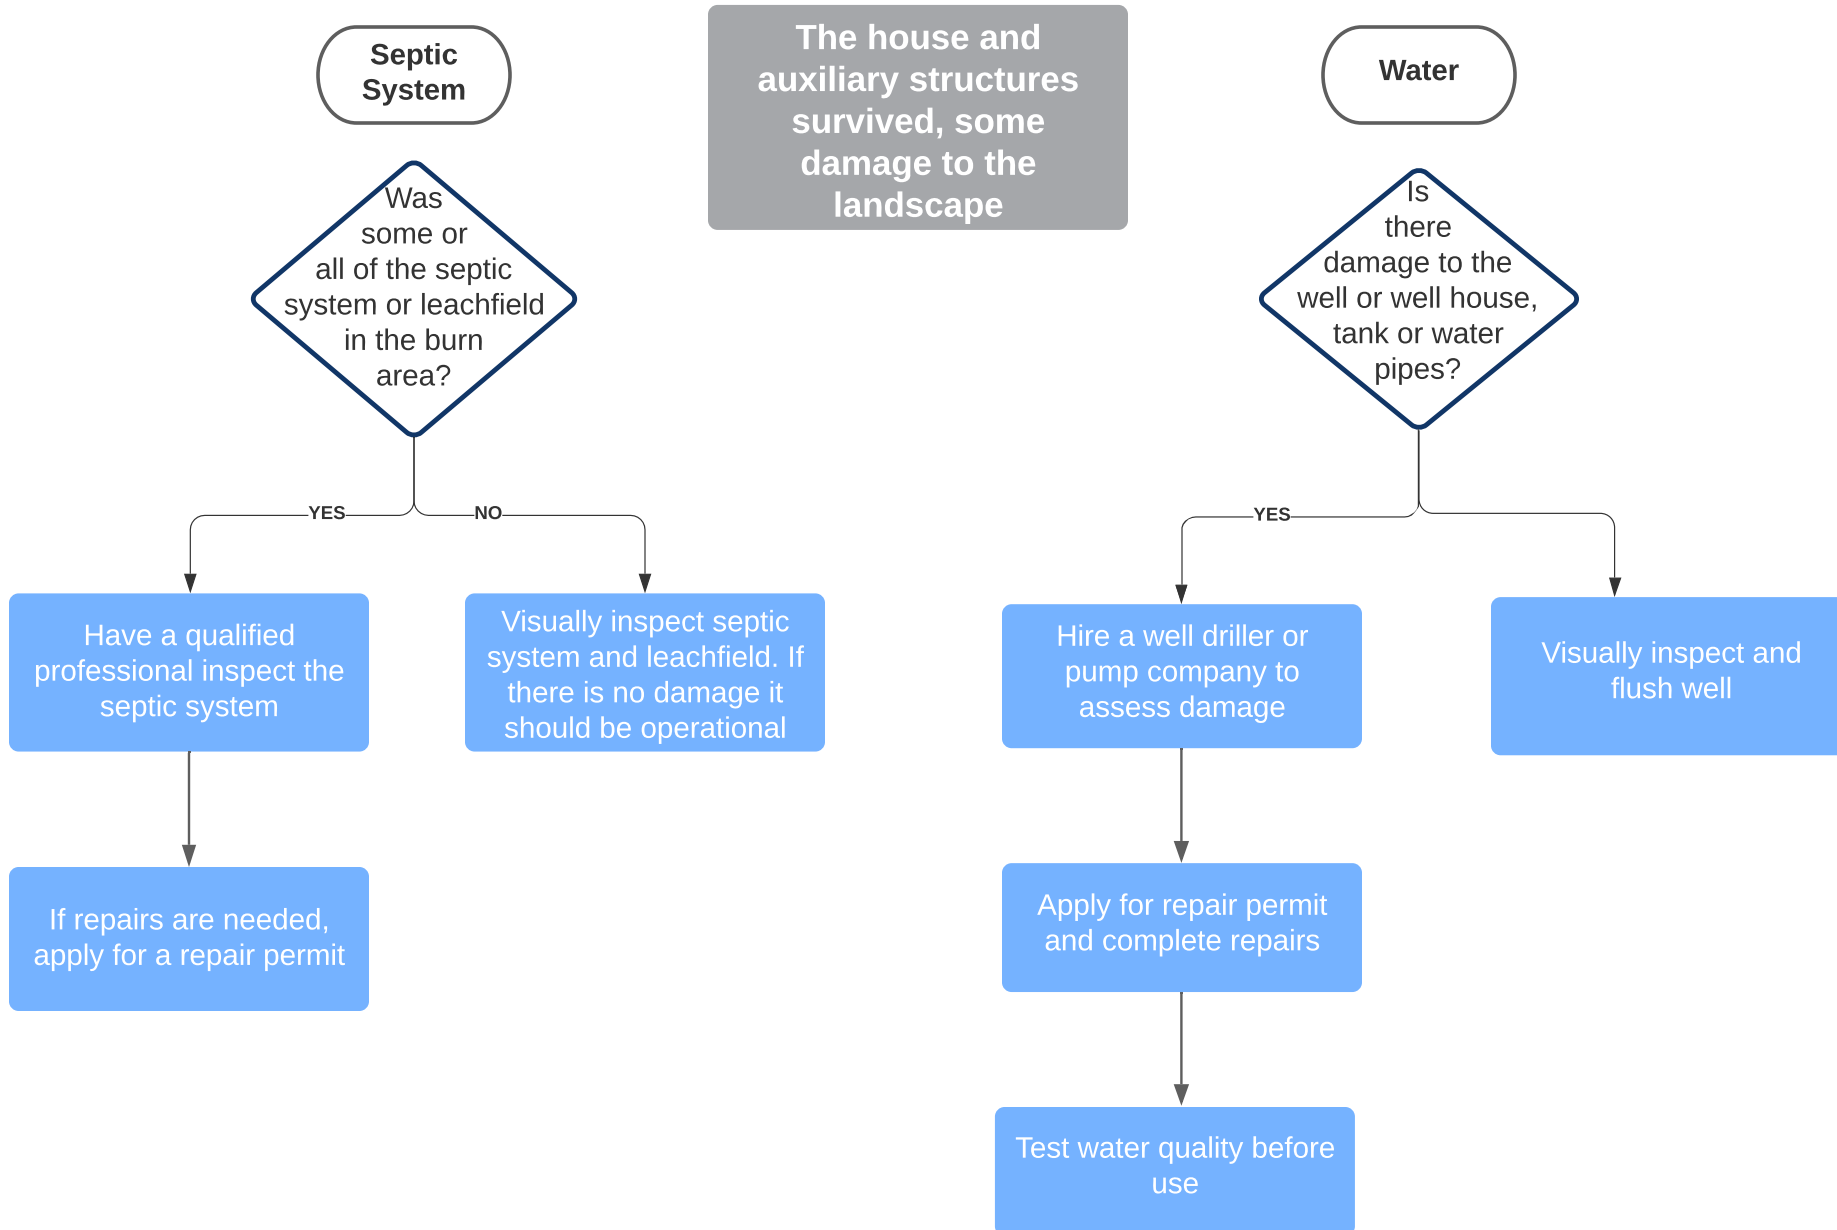 Septic
System
Was
some or
all of the septic
system or leachfield
in the burn
area?
YES
NO
Have a qualified
professional inspect the
septic system
Visually inspect septic
system and leachfield. If
there is no damage it
should be operational
If repairs are needed,
apply for a repair permit
The house and
auxiliary structures
survived, some
damage to the
landscape
Water
Is
there
damage to the
well or well house,
tank or water
pipes?
YES
Hire a well driller or
pump company to
assess damage
Visually inspect and
flush well
Apply for repair permit
and complete repairs
Test water quality before
use